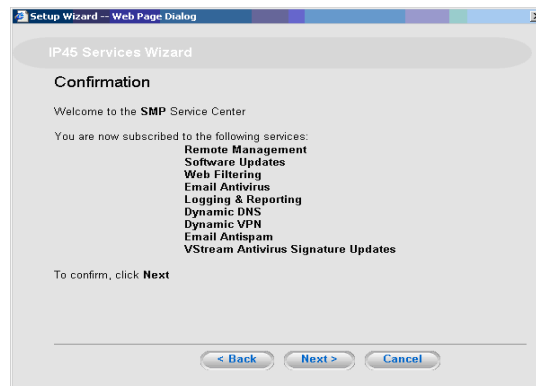 Setup Wizard -- Web Page Dialog
IP45 Services Wizard
Confirmation
Welcome to the SMP Service Center
You are now subscribed to the following services:
Remote Management
Software Updates
Web Filtering
Email Antivirus
Logging & Reporting
Dynamic DNS
Dynamic VPN
Email Antispam
VStream Antivirus Signature Updates
To confirm, click Next
< Back Next > Cancel